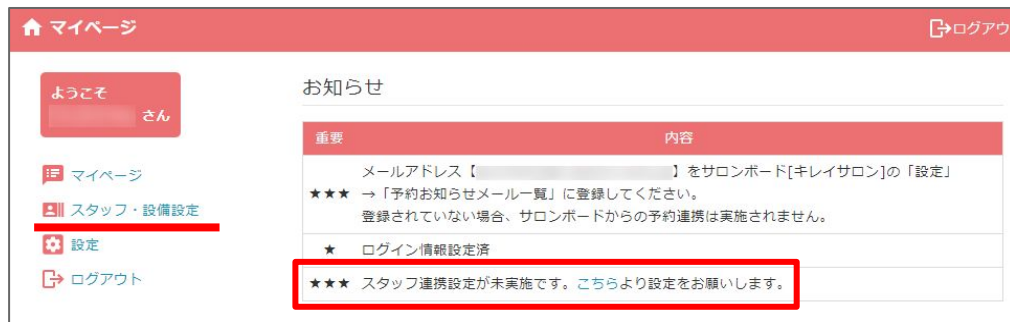 マイページ
ログアウ
ようこそ
さん
マイページ
スタッフ・設備設定
設定
ログアウト
お知らせ
重要 内容
メールアドレス【 】をサロンボード[キレイサロン]の「設定」
★★★ →「予約お知らせメール一覧」に登録してください。
登録されていない場合、サロンボードからの予約連携は実施されません。
★ ログイン情報設定済
★★★ スタッフ連携設定が未実施です。こちらより設定をお願いします。